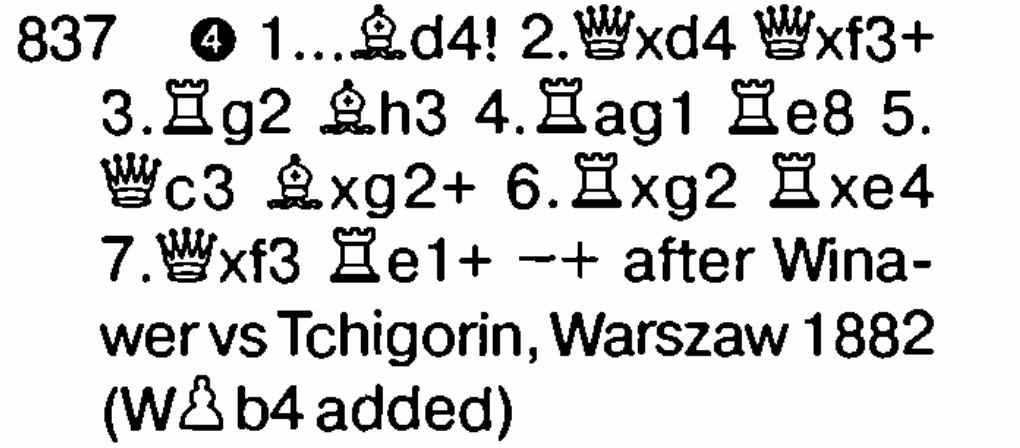 837 ❹ 1...♗d4! 2.♕xd4 ♕xf3+
3.♖g2 ♗h3 4.♖ag1 ♖e8 5.
♕c3 ♗xg2+ 6.♖xg2 ♖xe4
7.♕xf3 ♖e1+ −+ after Wina-
wer vs Tchigorin, Warszaw 1882
(W♙b4 added)